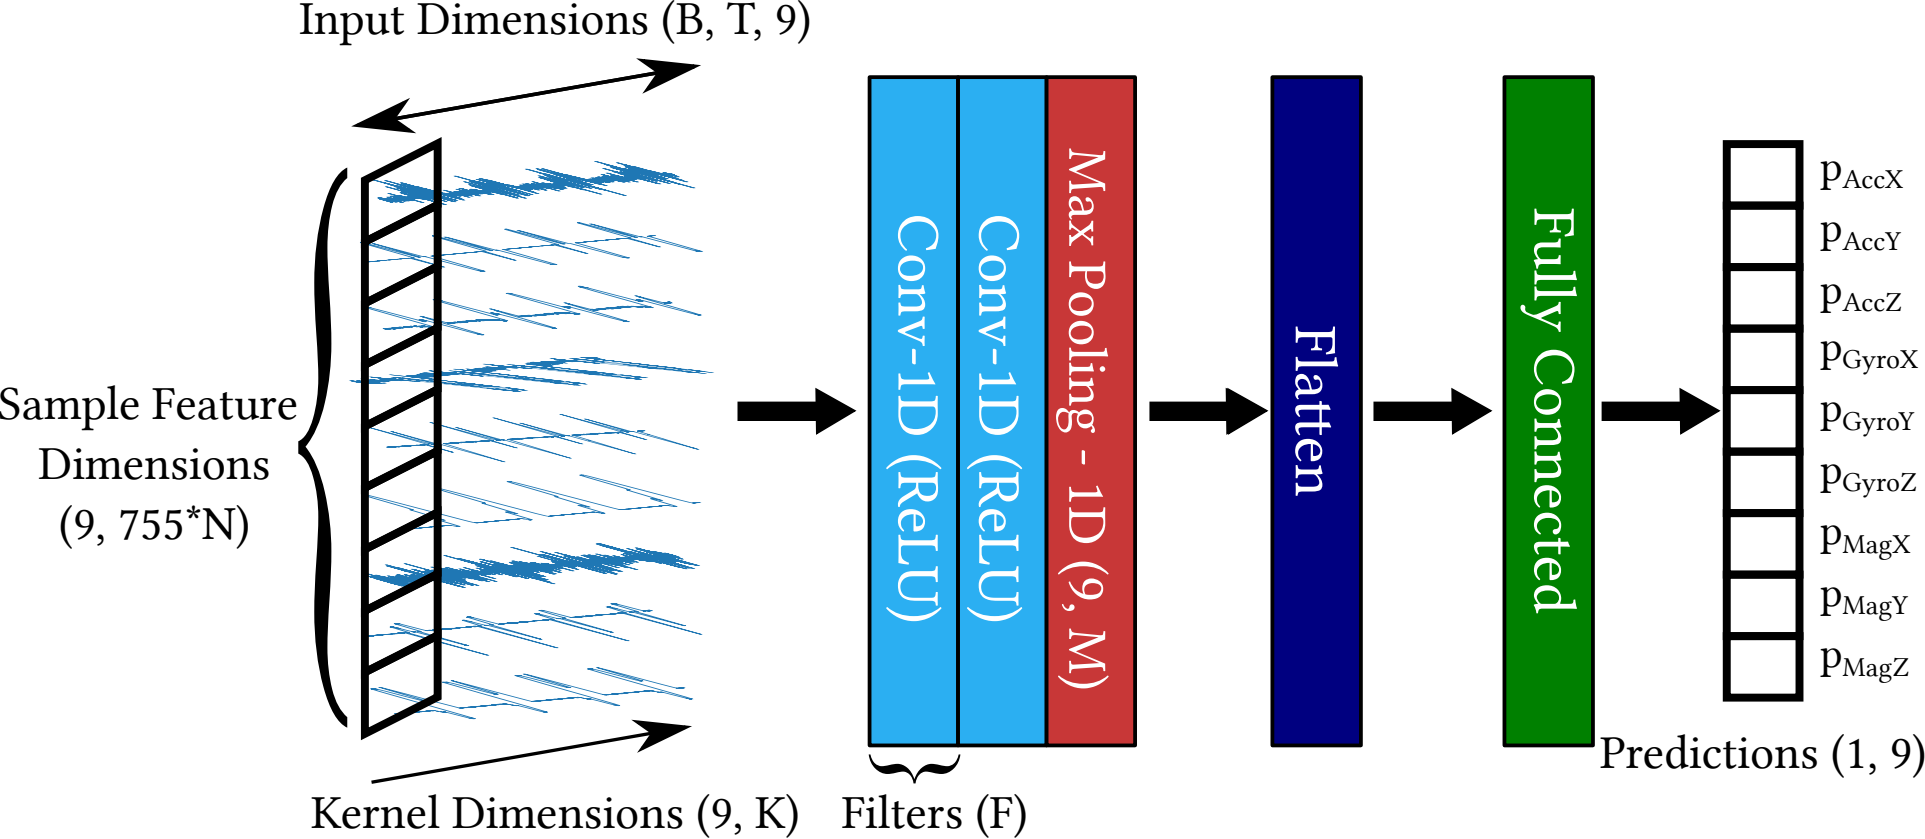 Input Dimensions (B, T, 9)
Sample Feature
Dimensions
(9, 755*N)
Kernel Dimensions (9, K)
Conv-1D (ReLU)
Conv-1D (ReLU)
Max Pooling - 1D (9, M)
Filters (F)
Flatten
Fully Connected
pAccX
pAccY
pAccZ
pGyroX
pGyroY
pGyroZ
pMagX
pMagY
pMagZ
Predictions (1, 9)